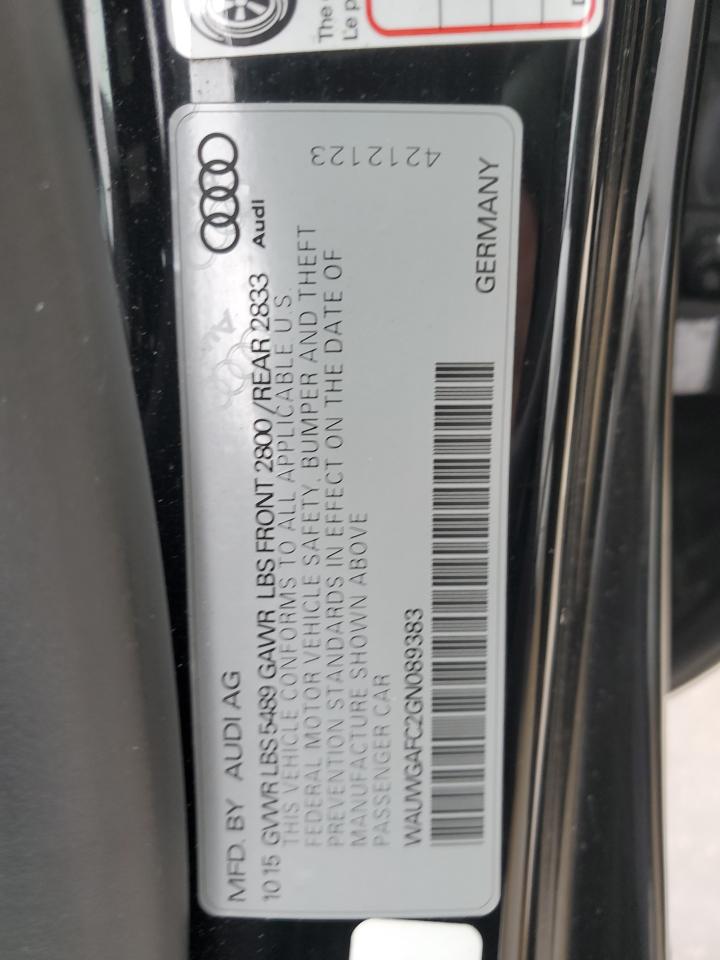 The
L'e p
MFD. BY AUDI AG
1015 GVWR LBS 5489 GAWR LBS FRONT 2800 /REAR 2833
Audi
THIS VEHICLE CONFORMS TO ALL APPLICABLE U.S.
FEDERAL MOTOR VEHICLE SAFETY, BUMPER AND THEFT
PREVENTION STANDARDS IN EFFECT ON THE DATE OF
MANUFACTURE SHOWN ABOVE
PASSENGER CAR
4212123
WAUWGAFC2GN089383
GERMANY